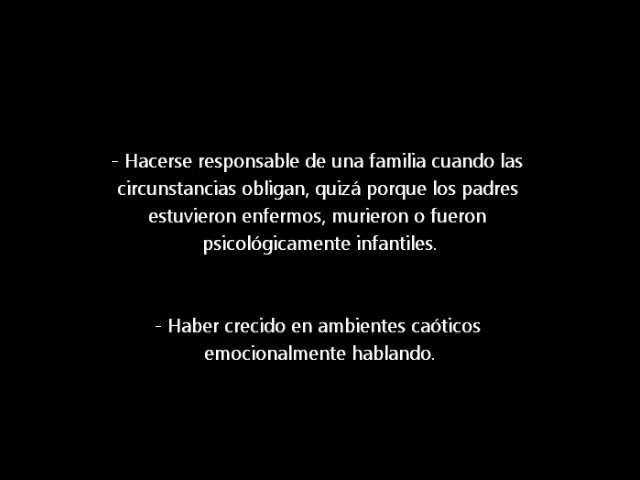 - Hacerse responsable de una familia cuando las
circunstancias obligan, quizá porque los padres
estuvieron enfermos, murieron o fueron
psicológicamente infantiles.
- Haber crecido en ambientes caóticos
emocionalmente hablando.